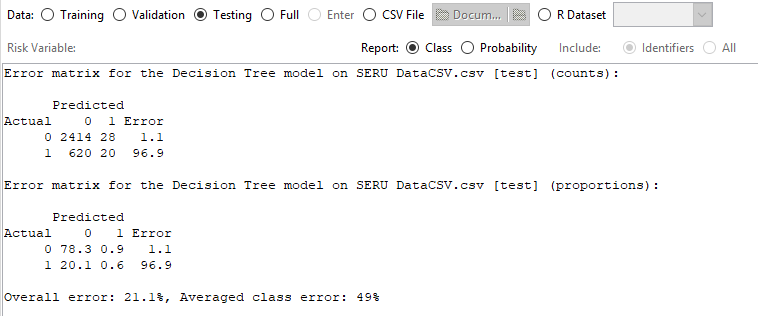 Data: Training Validation Testing Full Enter CSV File Docum... R Dataset
Risk Variable: Report: Class Probability Include: Identifiers All
Error matrix for the Decision Tree model on SERU DataCSV.csv [test] (counts):
Predicted
Actual 0 1 Error
0 2414 28 1.1
1 620 20 96.9
Error matrix for the Decision Tree model on SERU DataCSV.csv [test] (proportions):
Predicted
Actual 0 1 Error
0 78.3 0.9 1.1
1 20.1 0.6 96.9
Overall error: 21.1%, Averaged class error: 49%